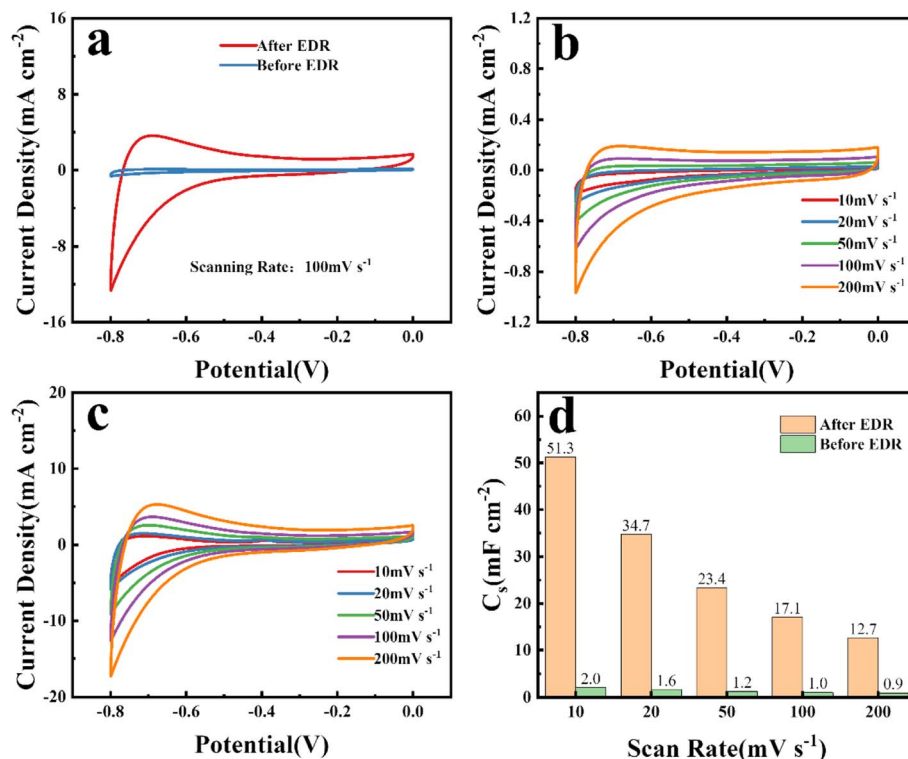 a
After EDR
Before EDR
Scanning Rate：100mV s⁻¹
Current Density(mA cm⁻²)
16
8
0
-8
-16
-0.8
-0.6
-0.4
-0.2
0.0
Potential(V)
b
Current Density(mA cm⁻²)
1.2
0.8
0.4
0.0
-0.4
-0.8
-1.2
10mV s⁻¹
20mV s⁻¹
50mV s⁻¹
100mV s⁻¹
200mV s⁻¹
-0.8
-0.6
-0.4
-0.2
0.0
Potential(V)
c
Current Density(mA cm⁻²)
20
10
0
-10
-20
10mV s⁻¹
20mV s⁻¹
50mV s⁻¹
100mV s⁻¹
200mV s⁻¹
-0.8
-0.6
-0.4
-0.2
0.0
Potential(V)
d
After EDR
Before EDR
Cₛ(mF cm⁻²)
60
50
40
30
20
10
0
51.3
2.0
34.7
1.6
23.4
1.2
17.1
1.0
12.7
0.9
10
20
50
100
200
Scan Rate(mV s⁻¹)